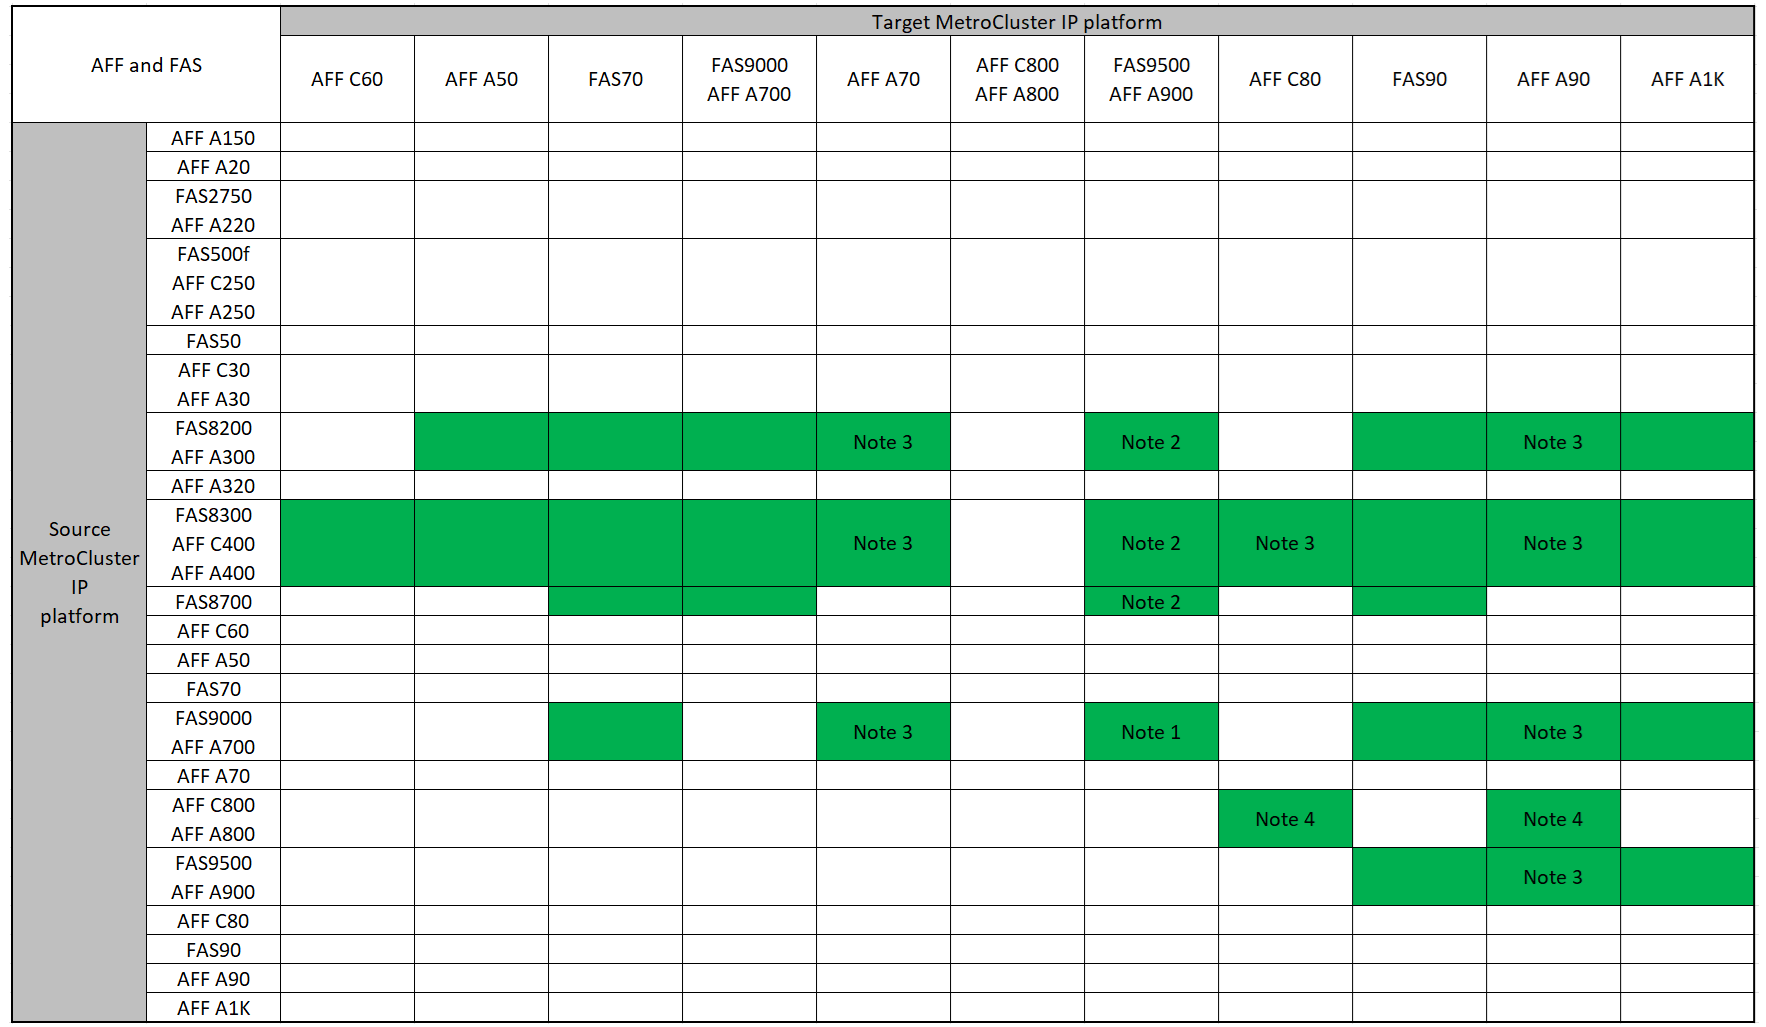 Target MetroCluster IP platform
AFF and FAS
AFF C60
AFF A50
FAS70
FAS9000
AFF A700
AFF A70
AFF C800
AFF A800
FAS9500
AFF A900
AFF C80
FAS90
AFF A90
AFF A1K
Source
MetroCluster
IP
platform
AFF A150
AFF A20
FAS2750
AFF A220
FAS500f
AFF C250
AFF A250
FAS50
AFF C30
AFF A30
FAS8200
AFF A300
Note 3
Note 2
Note 3
AFF A320
FAS8300
AFF C400
AFF A400
Note 3
Note 2
Note 3
Note 3
FAS8700
Note 2
AFF C60
AFF A50
FAS70
FAS9000
AFF A700
Note 3
Note 1
Note 3
AFF A70
AFF C800
AFF A800
Note 4
Note 4
FAS9500
AFF A900
Note 3
AFF C80
FAS90
AFF A90
AFF A1K